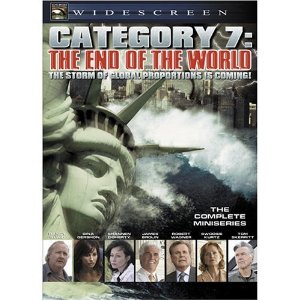 WIDESCREEN
CATEGORY 7:
THE END OF THE WORLD
THE STORM OF GLOBAL PROPORTIONS IS COMING!
THE COMPLETE
MINISERIES
GINA GERSHON
SHANNEN DOHERTY
JAMES BROLIN
ROBERT WAGNER
SWOOSIE KURTZ
TOM SKERRITT